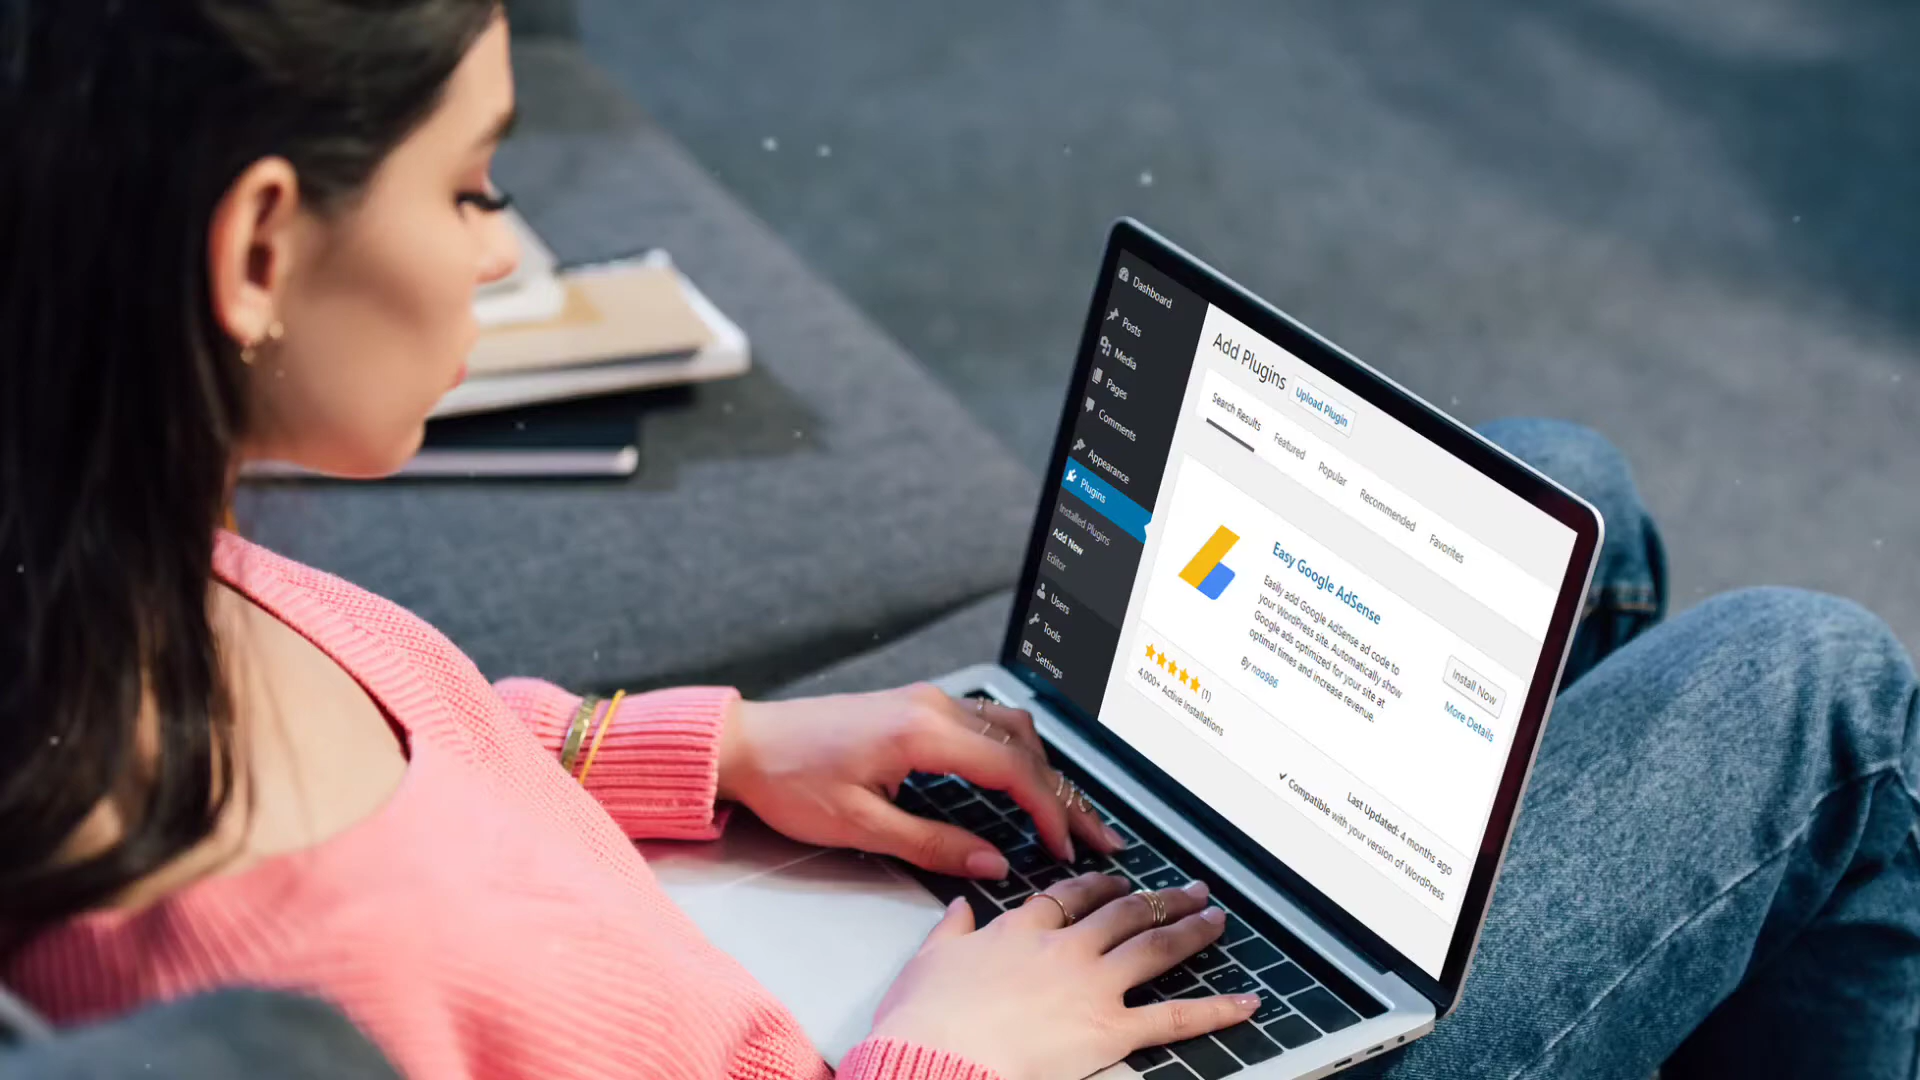 Dashboard
Posts
Media
Pages
Comments
Appearance
Plugins
Installed Plugins
Add New
Editor
Users
Tools
Settings
Add Plugins
Upload Plugin
Search Results
Featured
Popular
Recommended
Favorites
Easy Google AdSense
Easily add Google AdSense ad code to
your WordPress site. Automatically show
Google ads optimized for your site at
optimal times and increase revenue.
By noo986
Install Now
More Details
(1)
4,000+ Active Installations
Last Updated: 4 months ago
Compatible with your version of WordPress